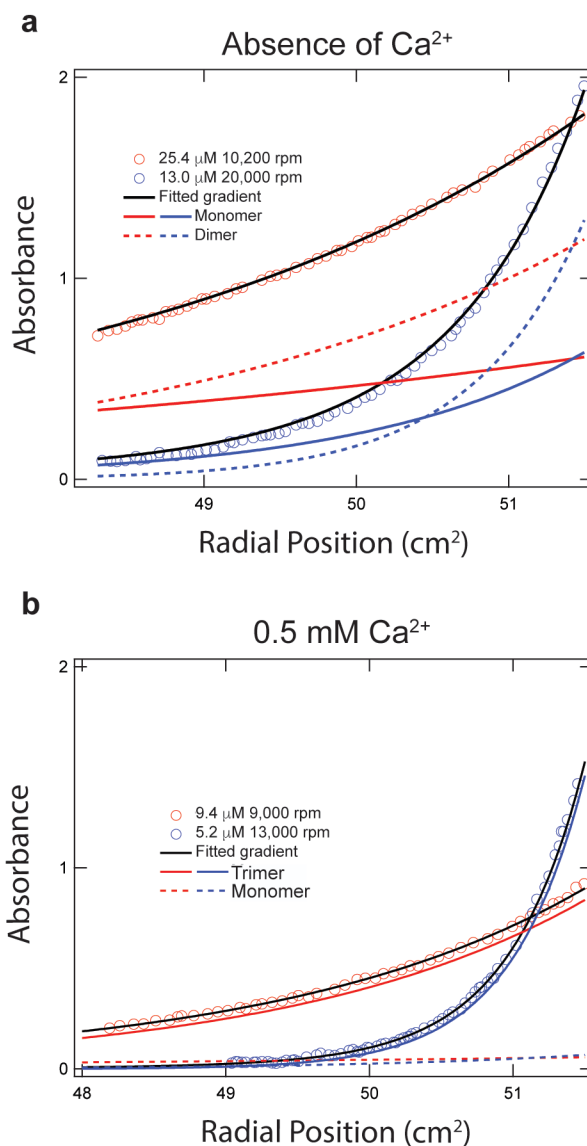 a
Absence of Ca²⁺
2
25.4 μM 10,200 rpm
13.0 μM 20,000 rpm
Fitted gradient
Monomer
Dimer
1
0
Absorbance
49 50 51
Radial Position (cm²)
b
0.5 mM Ca²⁺
2
9.4 μM 9,000 rpm
5.2 μM 13,000 rpm
Fitted gradient
Trimer
Monomer
1
0
Absorbance
48 49 50 51
Radial Position (cm²)